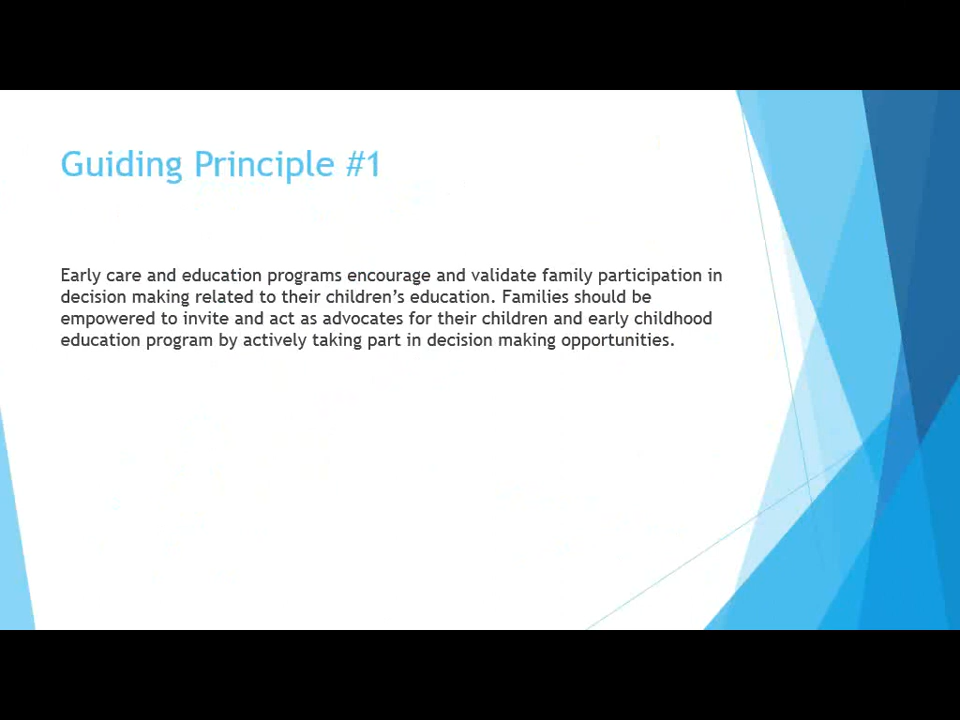 Guiding Principle #1
Early care and education programs encourage and validate family participation in
decision making related to their children’s education. Families should be
empowered to invite and act as advocates for their children and early childhood
education program by actively taking part in decision making opportunities.